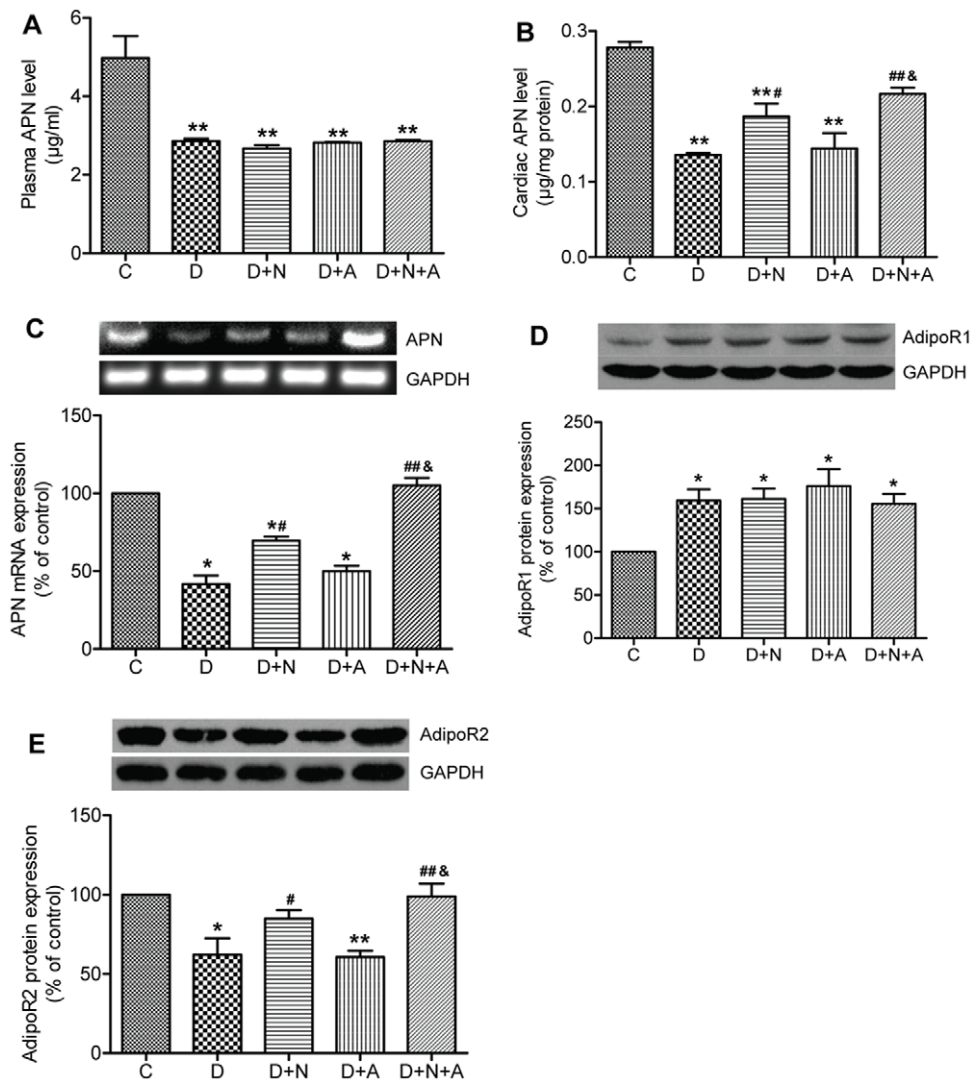 A
Plasma APN level
(µg/ml)
6
4
2
0
**
**
**
**
C
D
D+N
D+A
D+N+A
B
Cardiac APN level
(µg/mg protein)
0.3
0.2
0.1
0.0
**
**#
**
##&
C
D
D+N
D+A
D+N+A
C
APN
GAPDH
APN mRNA expression
(% of control)
150
100
50
0
*
*#
*
##&
C
D
D+N
D+A
D+N+A
D
AdipoR1
GAPDH
AdipoR1 protein expression
(% of control)
250
200
150
100
50
0
*
*
*
*
C
D
D+N
D+A
D+N+A
E
AdipoR2
GAPDH
AdipoR2 protein expression
(% of control)
150
100
50
0
*
#
**
##&
C
D
D+N
D+A
D+N+A